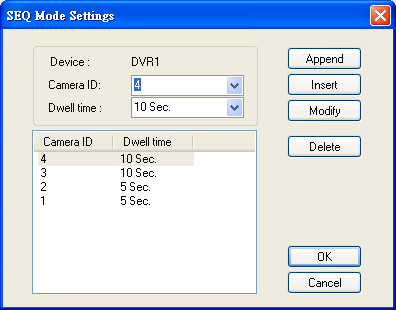 SEQ Mode Settings
Device : DVR1
Camera ID: 4
Dwell time : 10 Sec.
Append
Insert
Modify
Delete
Camera ID Dwell time
4 10 Sec.
3 10 Sec.
2 5 Sec.
1 5 Sec.
OK
Cancel